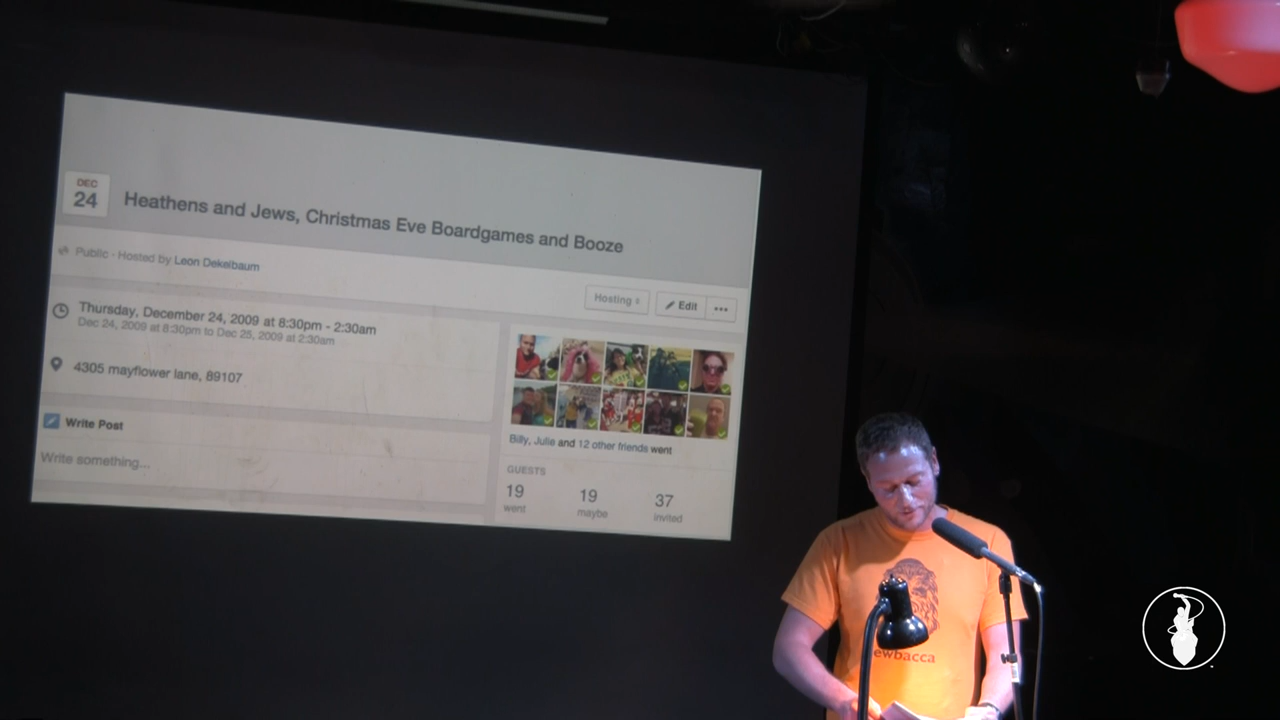 DEC
24
Heathens and Jews, Christmas Eve Boardgames and Booze
Public · Hosted by Leon Dekelbaum
Hosting
Edit
Thursday, December 24, 2009 at 8:30pm - 2:30am
Dec 24, 2009 at 8:30pm to Dec 25, 2009 at 2:30am
4305 mayflower lane, 89107
Write Post
Write something...
Billy, Julie and 12 other friends went
GUESTS
19 19 37
went maybe invited
ewbacca